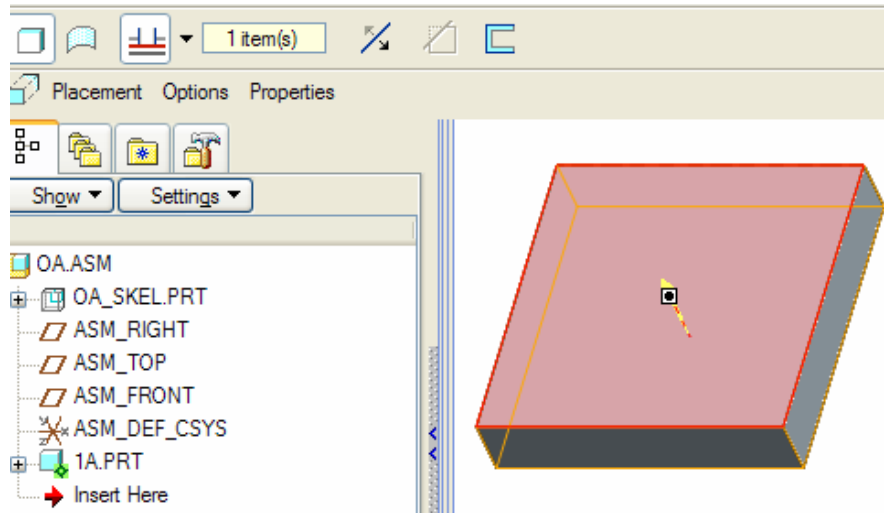 1 item(s)
Placement Options Properties
Show Settings
OA.ASM
OA_SKEL.PRT
ASM_RIGHT
ASM_TOP
ASM_FRONT
ASM_DEF_CSYS
1A.PRT
Insert Here